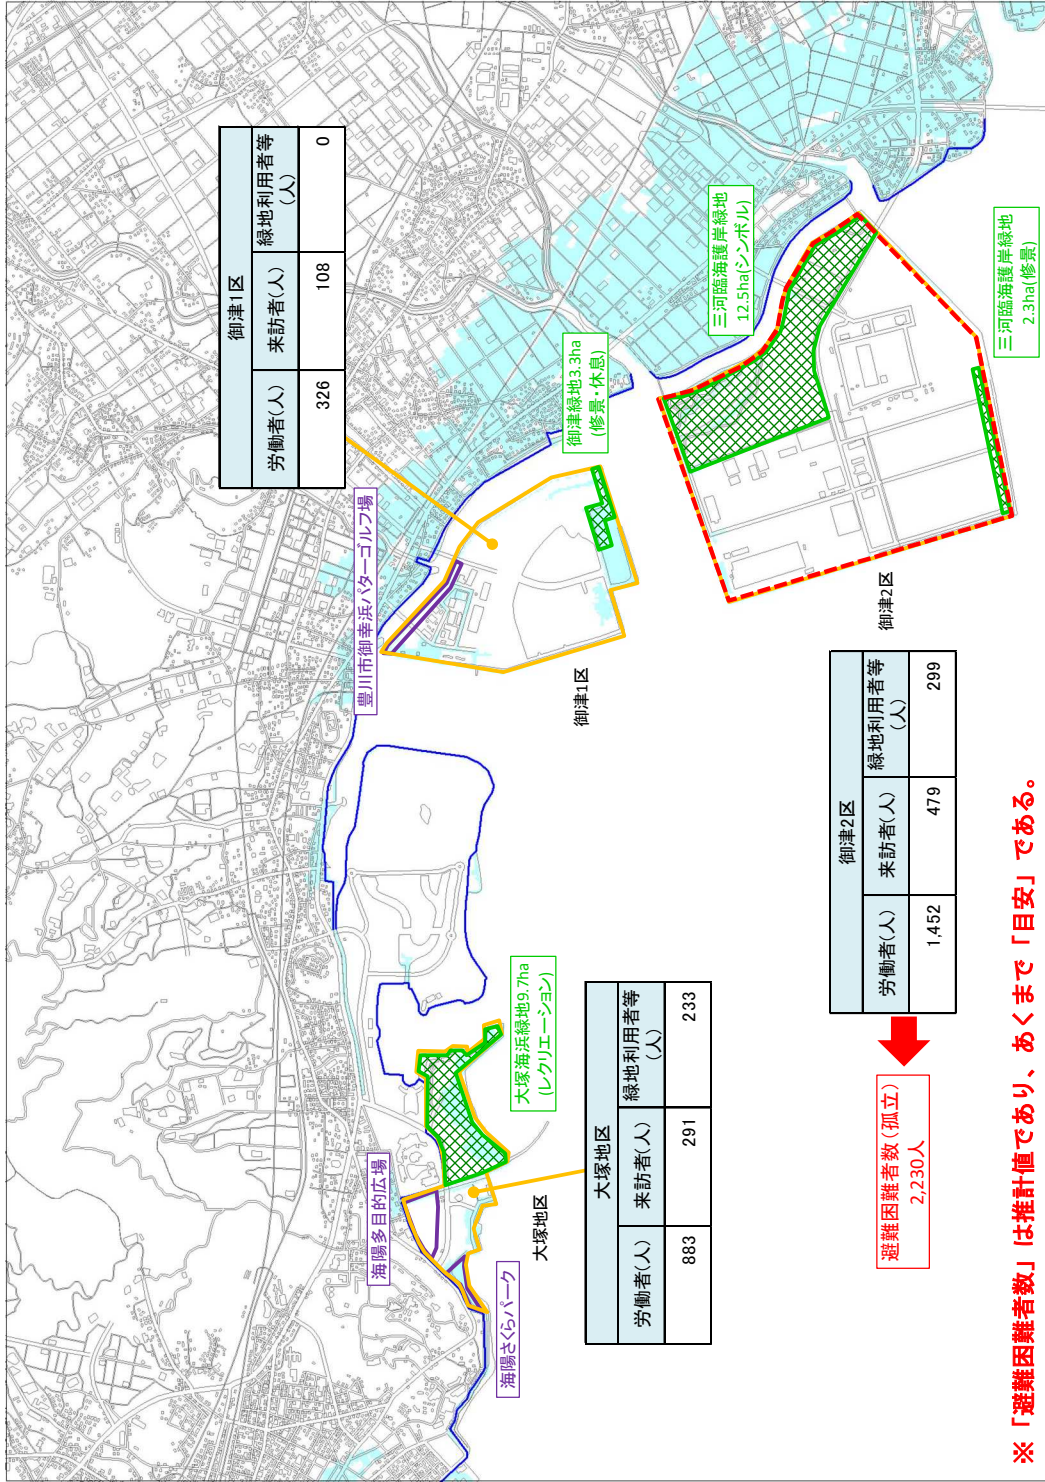 海陽多目的広場
海陽さくらパーク
大塚地区
大塚海浜緑地9.7ha
(レクリエーション)
大塚地区
労働者(人)
来訪者(人)
緑地利用者等
(人)
883
291
233
豊川市御幸浜パターゴルフ場
御津1区
労働者(人)
来訪者(人)
緑地利用者等
(人)
326
108
0
御津1区
御津緑地3.3ha
(修景・休息)
三河臨海護岸緑地
12.5ha(シンボル)
三河臨海護岸緑地
2.3ha(修景)
御津2区
御津2区
労働者(人)
来訪者(人)
緑地利用者等
(人)
1,452
479
299
避難困難者数(孤立)
2,230人
※「避難困難者数」は推計値であり、あくまで「目安」である。